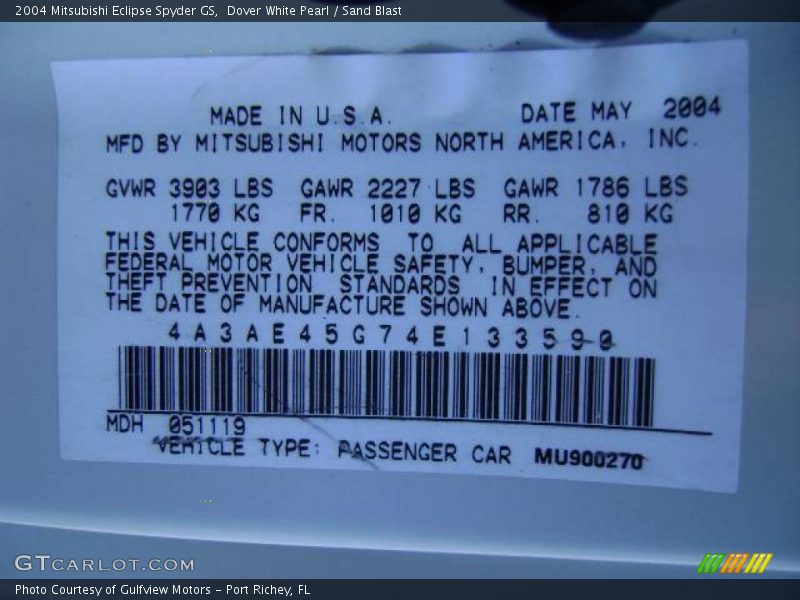 2004 Mitsubishi Eclipse Spyder GS, Dover White Pearl / Sand Blast
MADE IN U.S.A. DATE MAY 2004
MFD BY MITSUBISHI MOTORS NORTH AMERICA, INC.
GVWR 3903 LBS GAWR 2227 LBS GAWR 1786 LBS
1770 KG FR. 1010 KG RR. 810 KG
THIS VEHICLE CONFORMS TO ALL APPLICABLE
FEDERAL MOTOR VEHICLE SAFETY, BUMPER, AND
THEFT PREVENTION STANDARDS IN EFFECT ON
THE DATE OF MANUFACTURE SHOWN ABOVE.
4A3AE45G74E133590
MDH 051119
VEHICLE TYPE: PASSENGER CAR MU900270
GTCARLOT.COM
Photo Courtesy of Gulfview Motors - Port Richey, FL